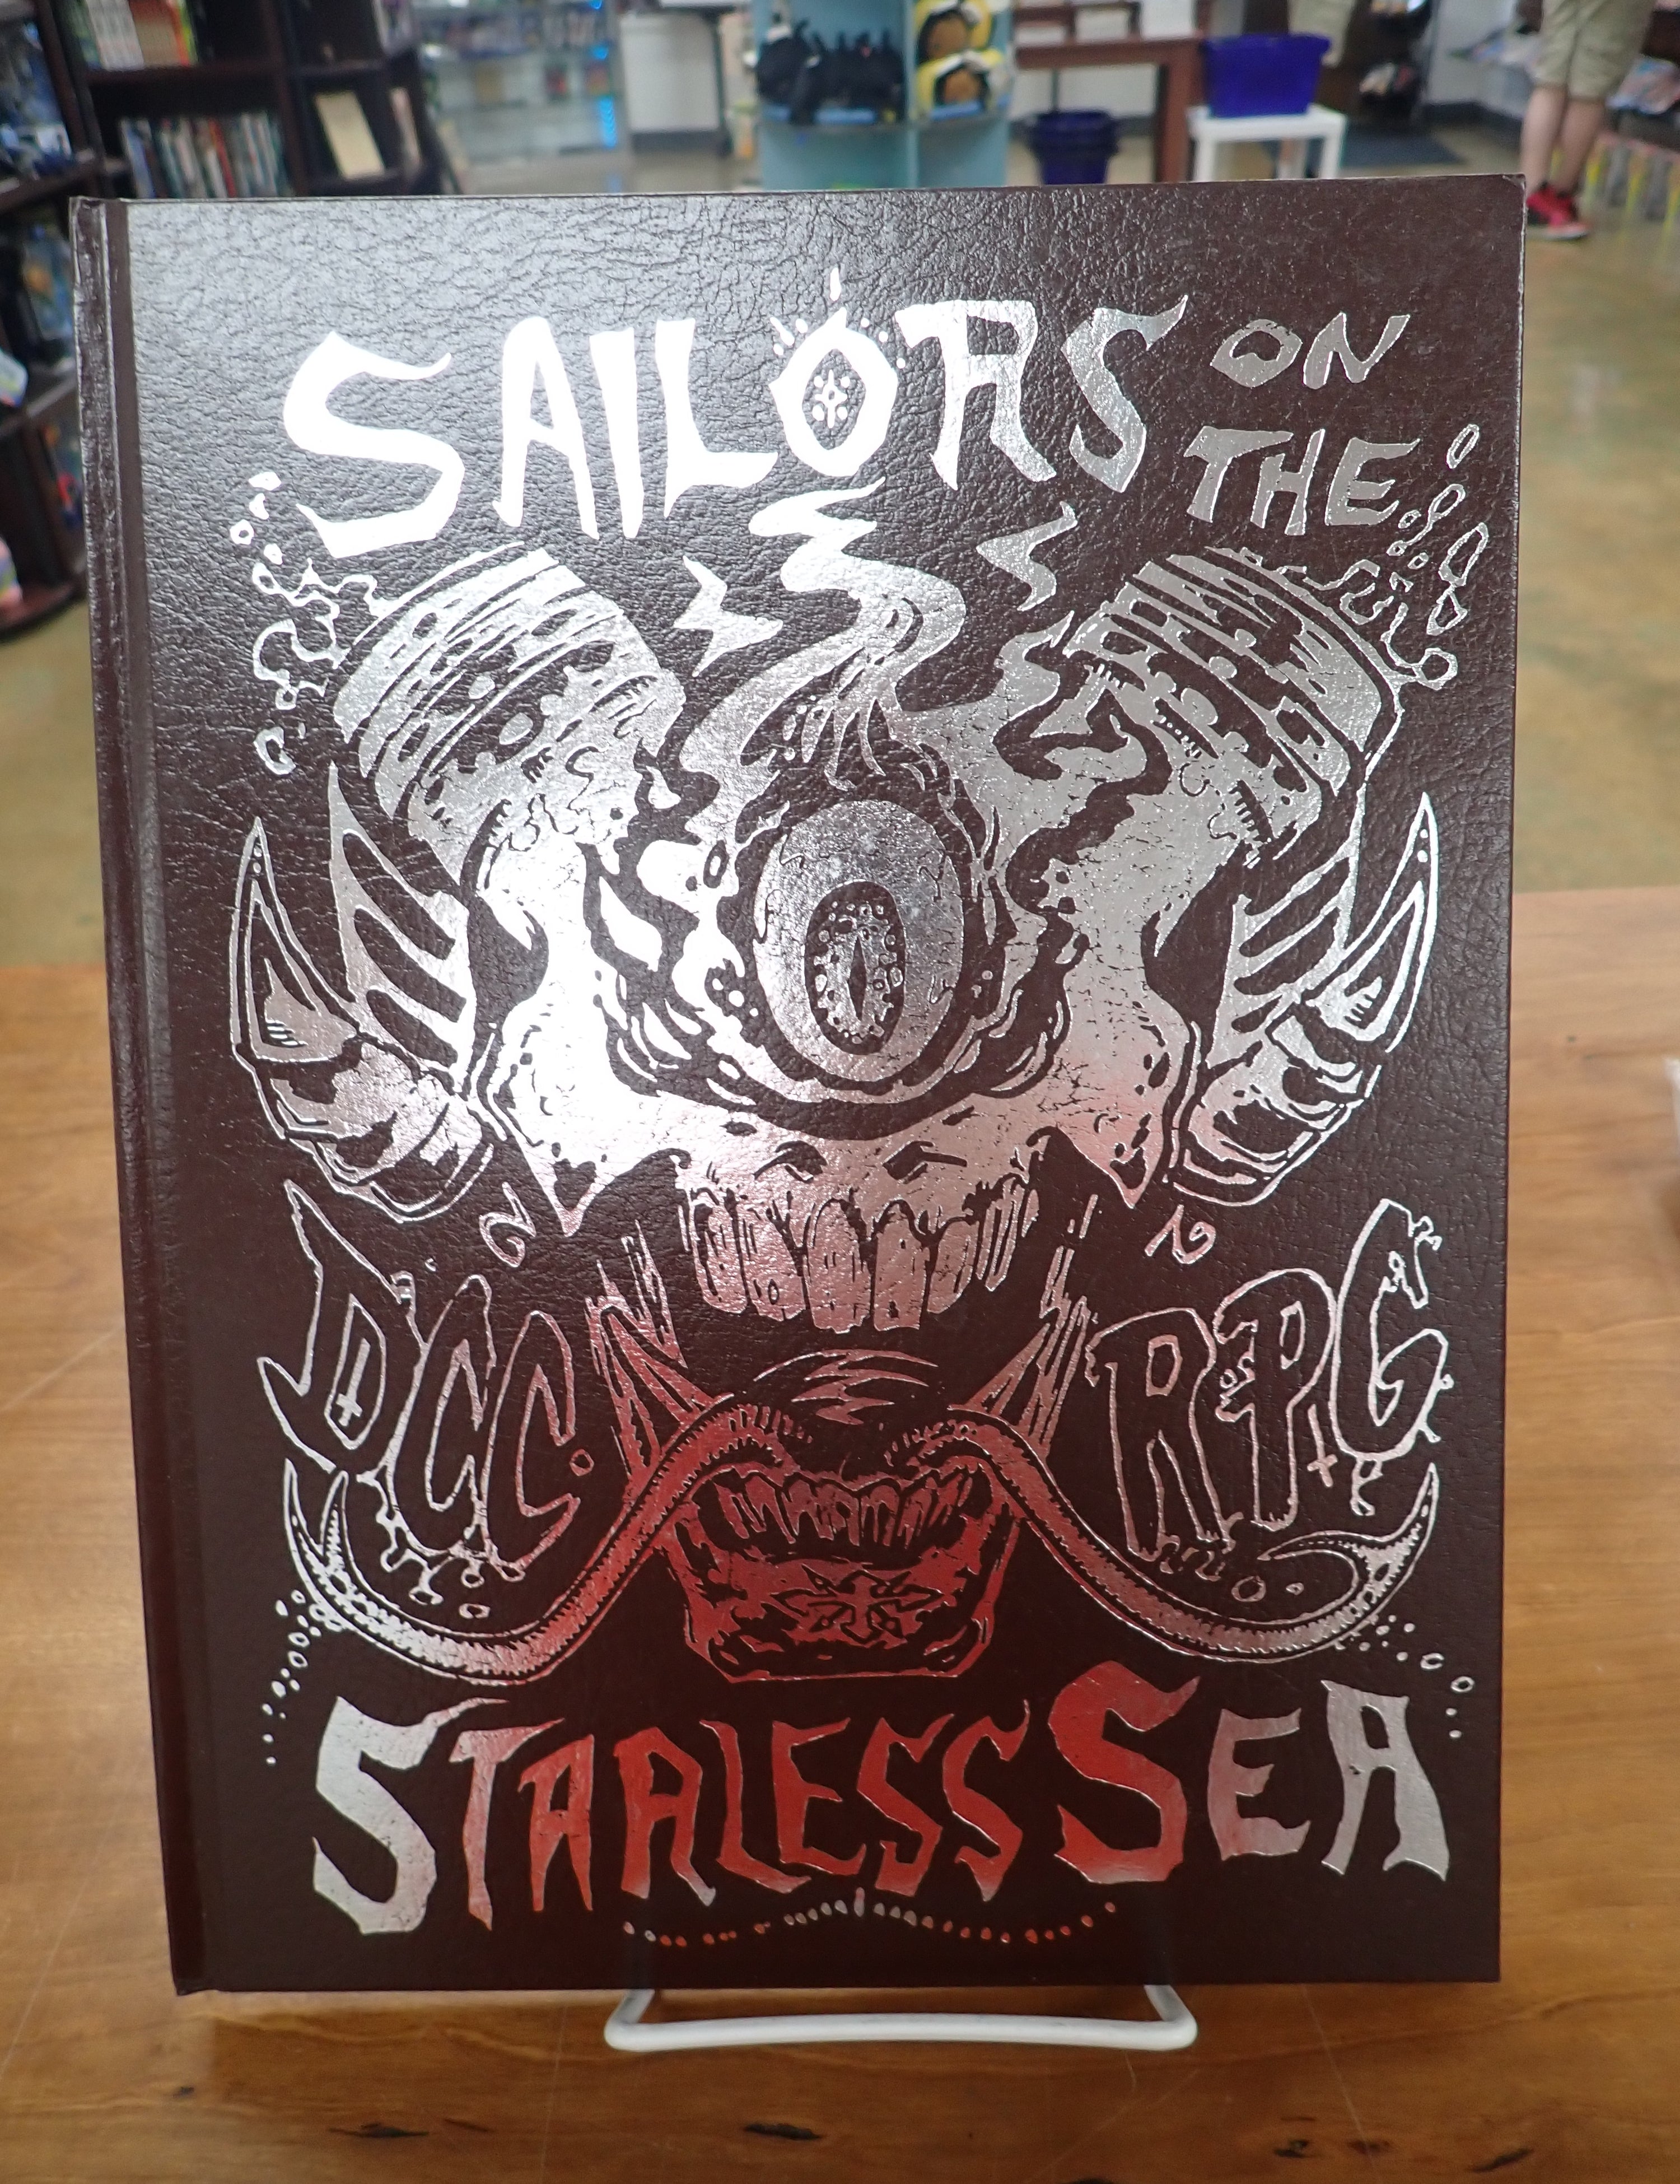 SAILORS ON
THE
DCC RPG
STARLESS SEA